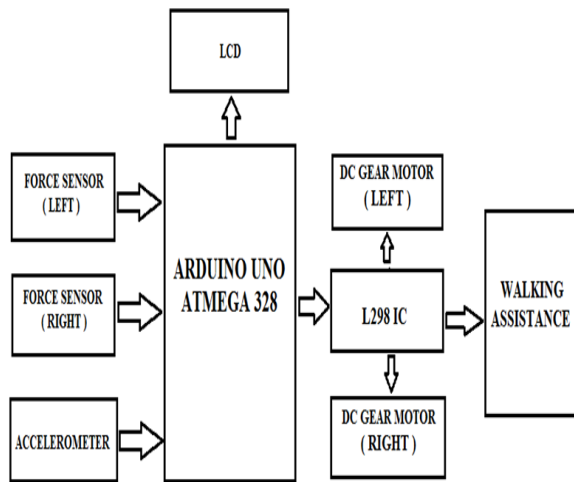 LCD
FORCE SENSOR
( LEFT )
FORCE SENSOR
( RIGHT )
ACCELEROMETER
ARDUINO UNO
ATMEGA 328
DC GEAR MOTOR
( LEFT )
L298 IC
DC GEAR MOTOR
( RIGHT )
WALKING
ASSISTANCE